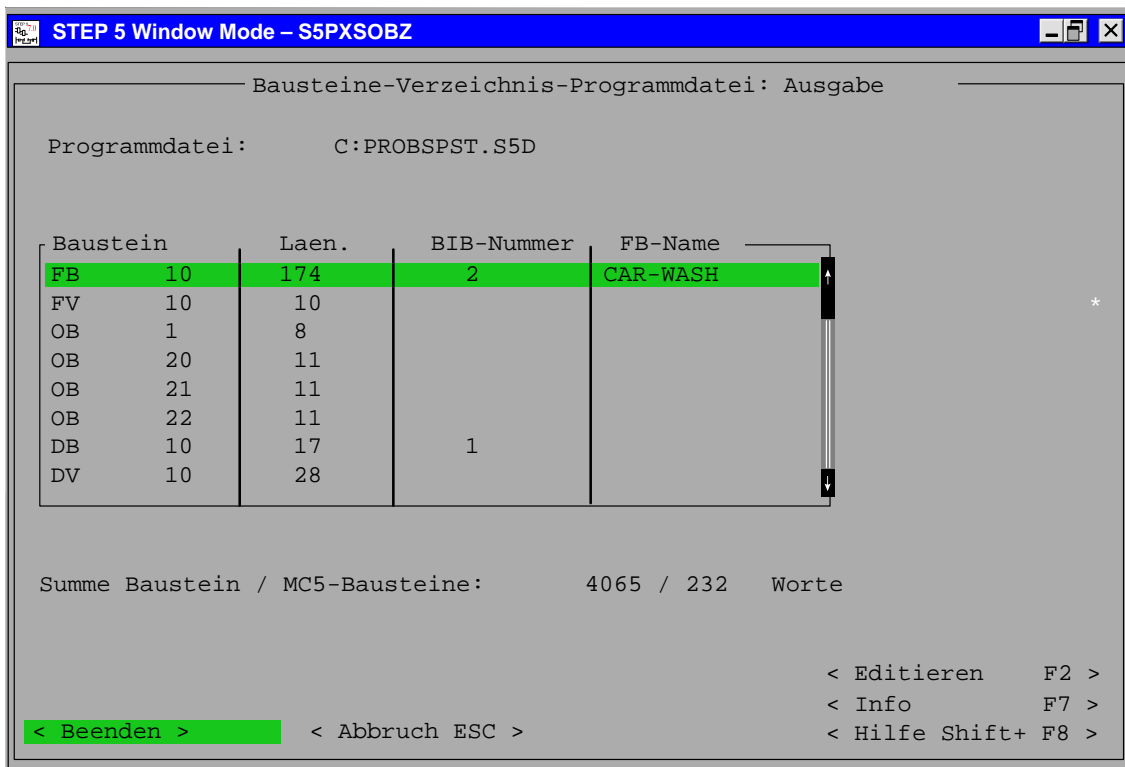 STEP 5 Window Mode – S5PXSOBZ
Bausteine-Verzeichnis-Programmdatei: Ausgabe
Programmdatei: C:PROBSPST.S5D
Baustein Laen. BIB-Nummer FB-Name
FB 10 174 2 CAR-WASH
FV 10 10 *
OB 1 8
OB 20 11
OB 21 11
OB 22 11
DB 10 17 1
DV 10 28
Summe Baustein / MC5-Bausteine: 4065 / 232 Worte
< Editieren F2 >
< Info F7 >
< Beenden > < Abbruch ESC > < Hilfe Shift+ F8 >